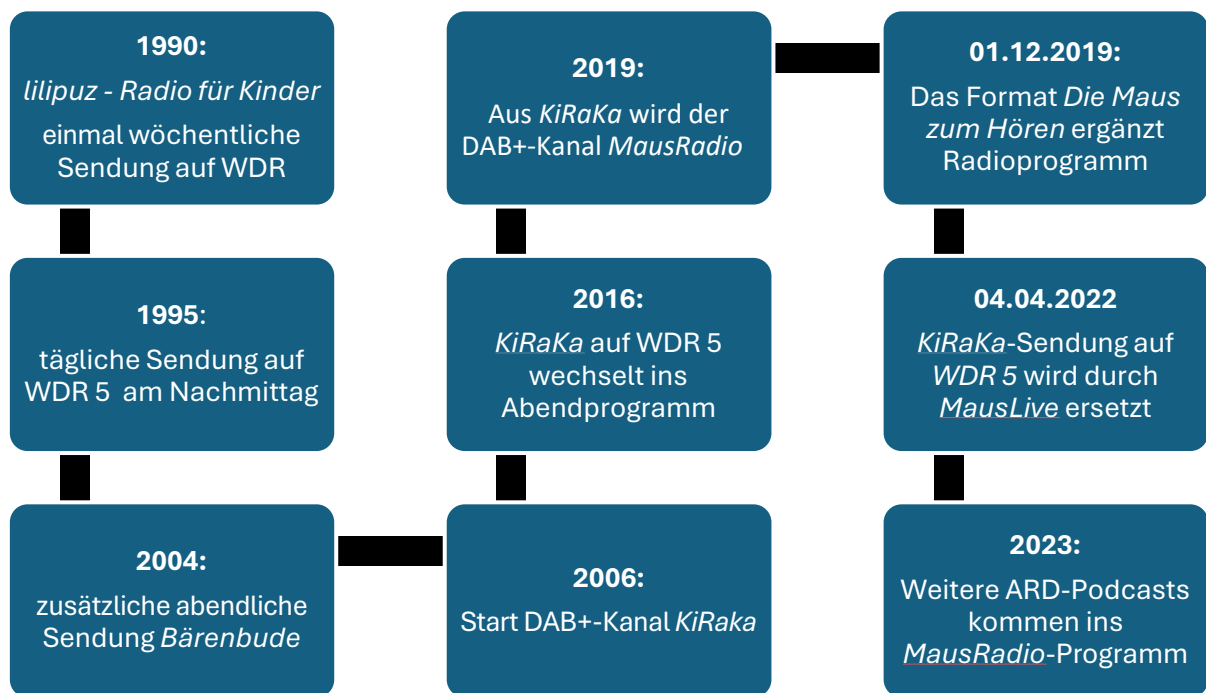 1990:
lilipuz - Radio für Kinder
einmal wöchentliche
Sendung auf WDR
1995:
tägliche Sendung auf
WDR 5 am Nachmittag
2004:
zusätzliche abendliche
Sendung Bärenbude
2006:
Start DAB+-Kanal KiRaka
2016:
KiRaKa auf WDR 5
wechselt ins
Abendprogramm
2019:
Aus KiRaKa wird der
DAB+-Kanal MausRadio
01.12.2019:
Das Format Die Maus
zum Hören ergänzt
Radioprogramm
04.04.2022
KiRaKa-Sendung auf
WDR 5 wird durch
MausLive ersetzt
2023:
Weitere ARD-Podcasts
kommen ins
MausRadio-Programm